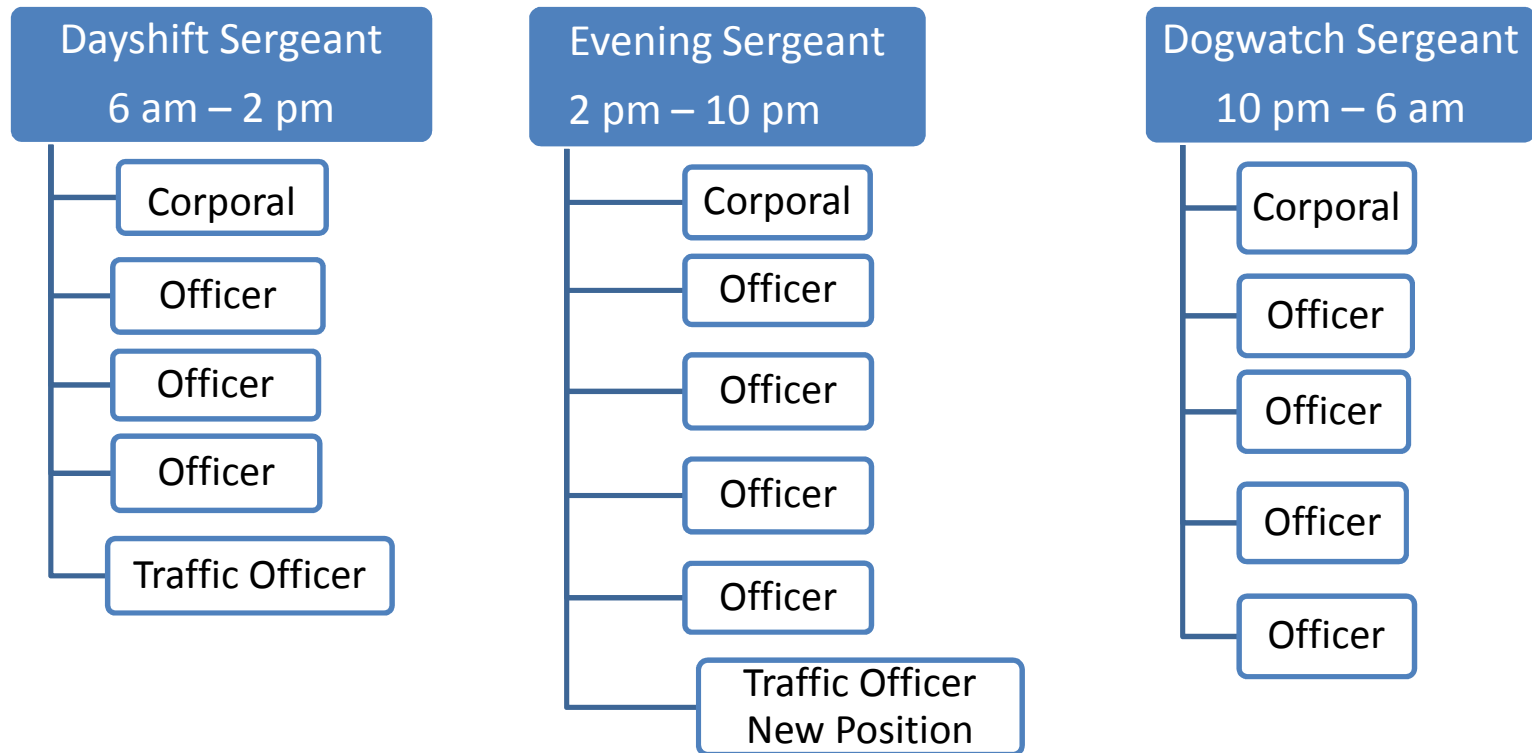 Dayshift Sergeant
6 am – 2 pm
Corporal
Officer
Officer
Officer
Traffic Officer
Evening Sergeant
2 pm – 10 pm
Corporal
Officer
Officer
Officer
Officer
Traffic Officer
New Position
Dogwatch Sergeant
10 pm – 6 am
Corporal
Officer
Officer
Officer
Officer